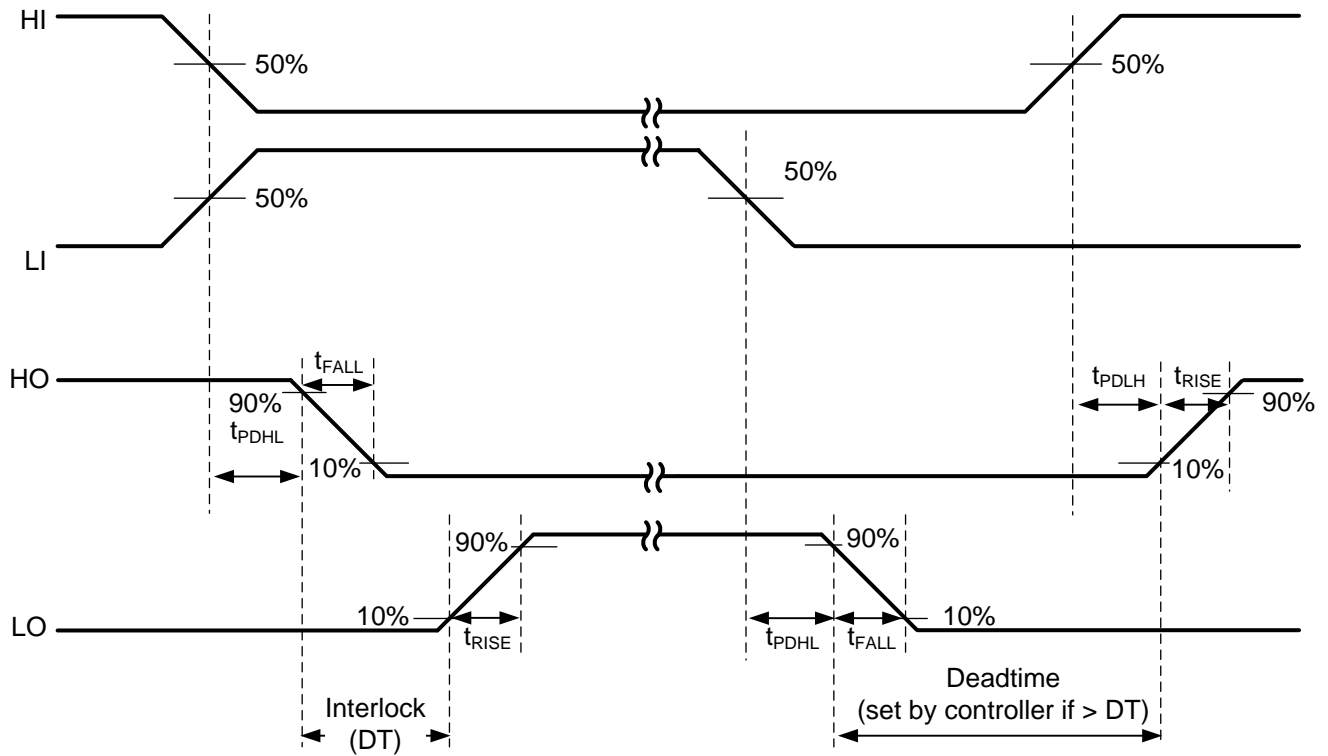 HI
50%
50%
50%
50%
LI
HO
tFALL
90%
tPDHL
10%
tPDLH
tRISE
90%
10%
LO
90%
10%
tRISE
90%
10%
tPDHL
tFALL
Interlock
(DT)
Deadtime
(set by controller if > DT)